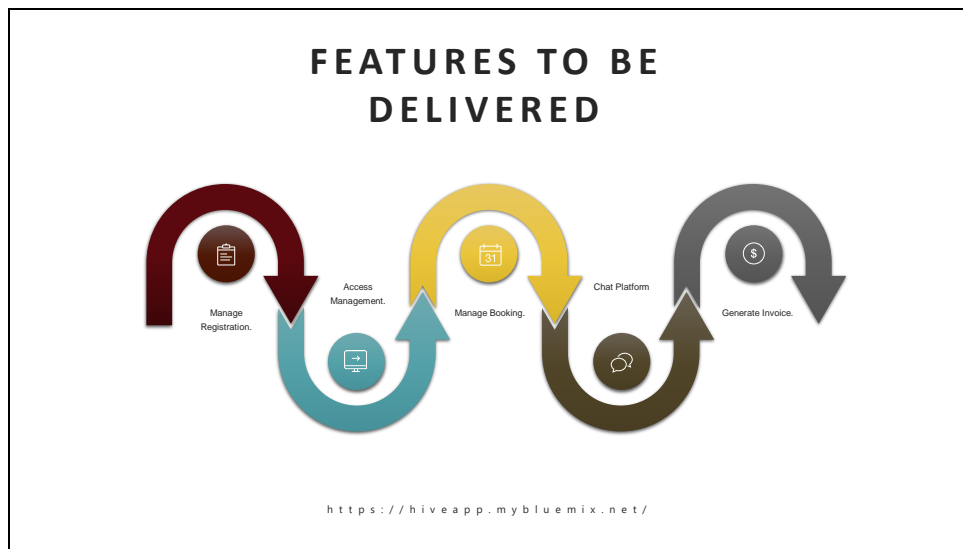 FEATURES TO BE
DELIVERED
Manage
Registration.
Access
Management.
31
Manage Booking.
Chat Platform
$
Generate Invoice.
https://hiveapp.mybluemix.net/